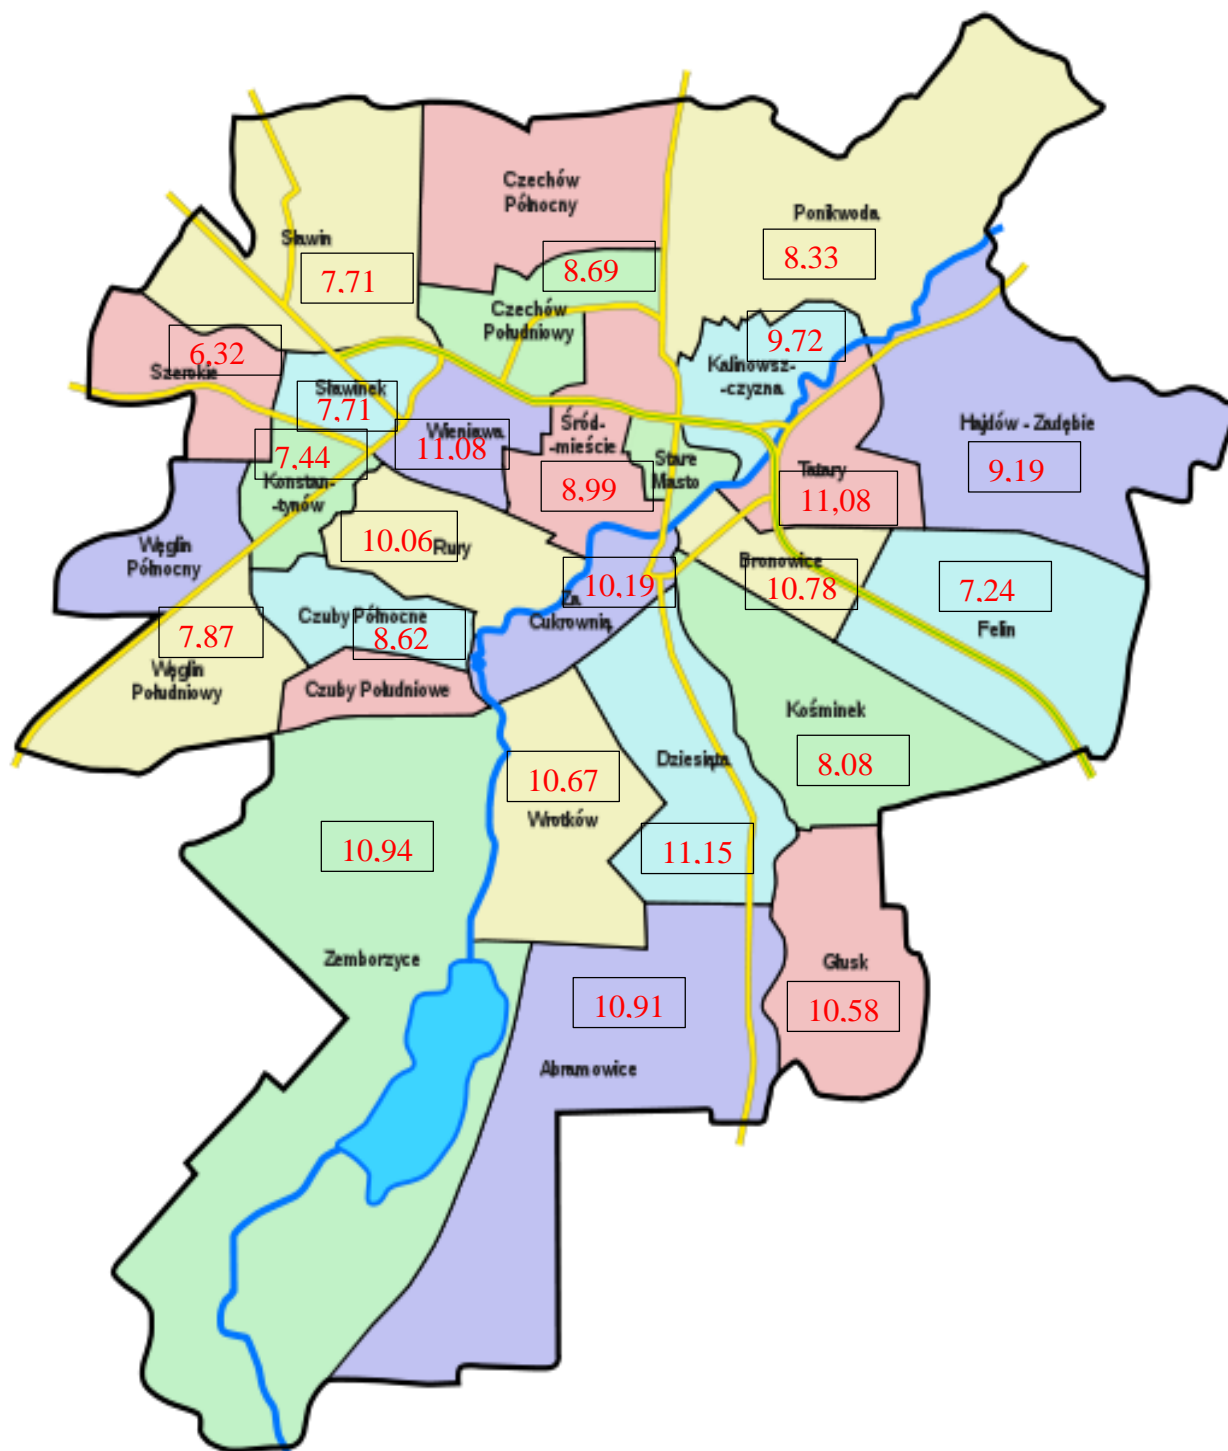 Czechów
Północny
Ponikwoda
Sławin
8,33
8,69
7,71
Czechów
Południowy
9,72
6,32
Szerokie
Kalinowsz-
-czyzna
Sławinek
7,71
Wieniawa
11,08
Śród-
-mieście
Hajdów - Zadębie
9,19
7,44
Konstan-
-tynów
8,99
Stare
Miasto
Tatary
11,08
10,06
Rury
Węglin
Północny
Bronowice
10,78
10,19
Za
Cukrownią
7,24
Felin
7,87
Czuby Północne
8,62
Węglin
Południowy
Czuby Południowe
Kośminek
8,08
Dziesiąta
10,67
Wrotków
10,94
11,15
Zemborzyce
Głusk
10,58
10,91
Abramowice